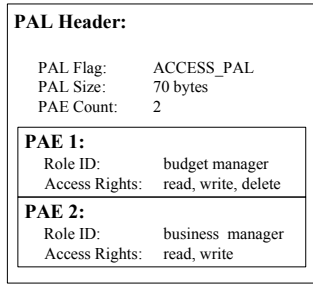 PAL Header:
PAL Flag: ACCESS_PAL
PAL Size: 70 bytes
PAE Count: 2
PAE 1:
Role ID: budget manager
Access Rights: read, write, delete
PAE 2:
Role ID: business manager
Access Rights: read, write